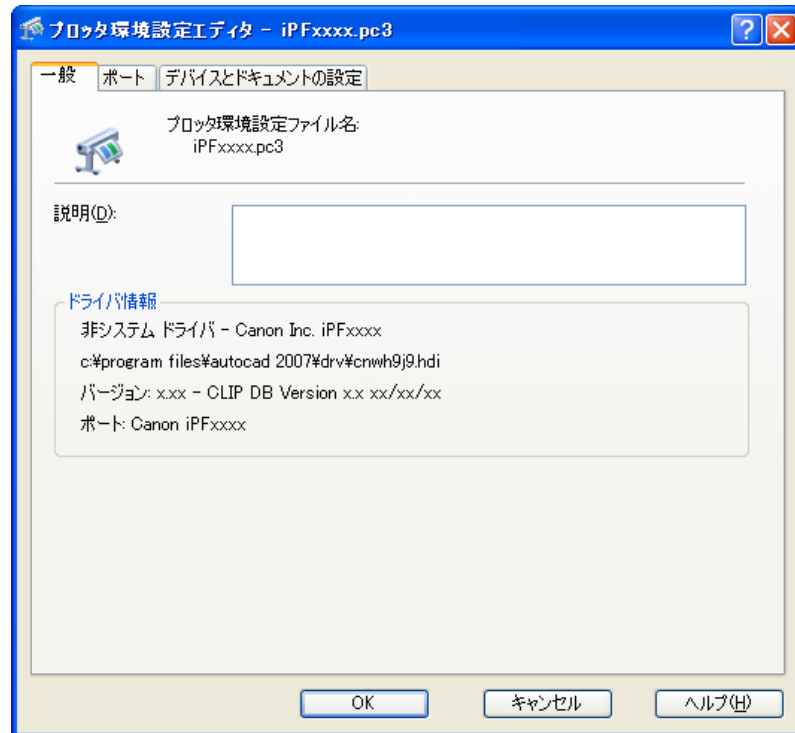 プロッタ環境設定エディタ - iPFxxxx.pc3
一般
ポート
デバイスとドキュメントの設定
プロッタ環境設定ファイル名:
iPFxxxx.pc3
説明(D):
ドライバ情報
非システム ドライバ - Canon Inc. iPFxxxx
c:¥program files¥autocad 2007¥drv¥cnwh9j9.hdi
バージョン: x.xx - CLIP DB Version x.x xx/xx/xx
ポート: Canon iPFxxxx
OK
キャンセル
ヘルプ(H)